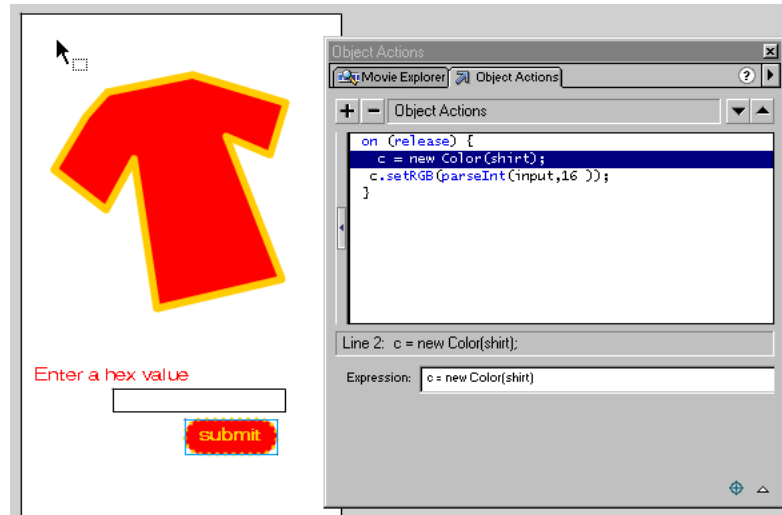 Object Actions
Movie Explorer
Object Actions
?
+ - Object Actions
on (release) {
c = new Color(shirt);
c.setRGB(parseInt(input,16 ));
}
Line 2: c = new Color(shirt);
Expression: c = new Color(shirt)
Enter a hex value
submit